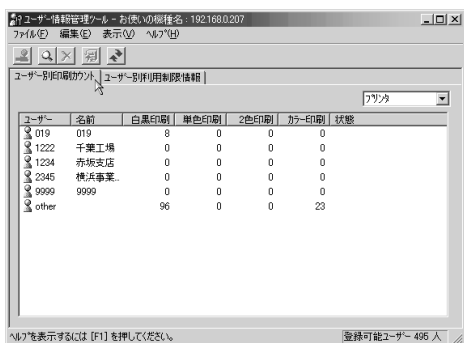 ユーザー情報管理ツール - お使いの機種名 : 192.168.0.207
ファイル(F) 編集(E) 表示(V) ヘルプ(H)
ユーザー別印刷カウント ユーザー別利用制限情報
プリンタ
ユーザー 名前 白黒印刷 単色印刷 2色印刷 カラー印刷 状態
019 019 8 0 0 0
1222 千葉工場 0 0 0 0
1234 赤坂支店 0 0 0 0
2345 横浜事業... 0 0 0 0
9999 9999 0 0 0 0
other 96 0 0 23
ヘルプを表示するには [F1] を押してください。 登録可能ユーザー 495 人